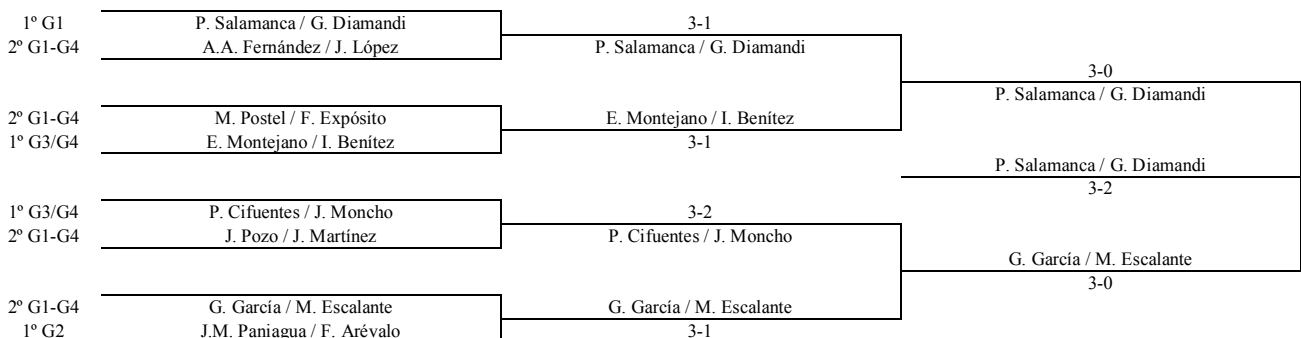 1º G1 P. Salamanca / G. Diamandi 3-1
2º G1-G4 A.A. Fernández / J. López P. Salamanca / G. Diamandi
3-0
P. Salamanca / G. Diamandi
2º G1-G4 M. Postel / F. Expósito E. Montejano / I. Benítez
1º G3/G4 E. Montejano / I. Benítez 3-1
P. Salamanca / G. Diamandi
3-2
1º G3/G4 P. Cifuentes / J. Moncho 3-2
2º G1-G4 J. Pozo / J. Martínez P. Cifuentes / J. Moncho
G. García / M. Escalante
3-0
2º G1-G4 G. García / M. Escalante G. García / M. Escalante
1º G2 J.M. Paniagua / F. Arévalo 3-1